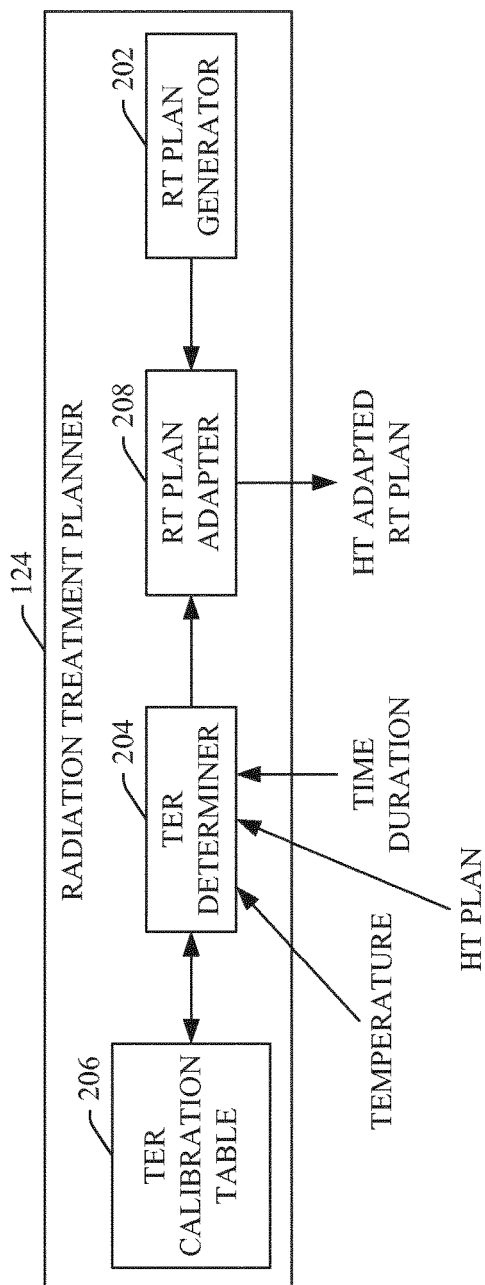 124
RADIATION TREATMENT PLANNER
206
TER
CALIBRATION
TABLE
204
TER
DETERMINER
208
RT PLAN
ADAPTER
202
RT PLAN
GENERATOR
TEMPERATURE
HT PLAN
TIME
DURATION
HT ADAPTED
RT PLAN